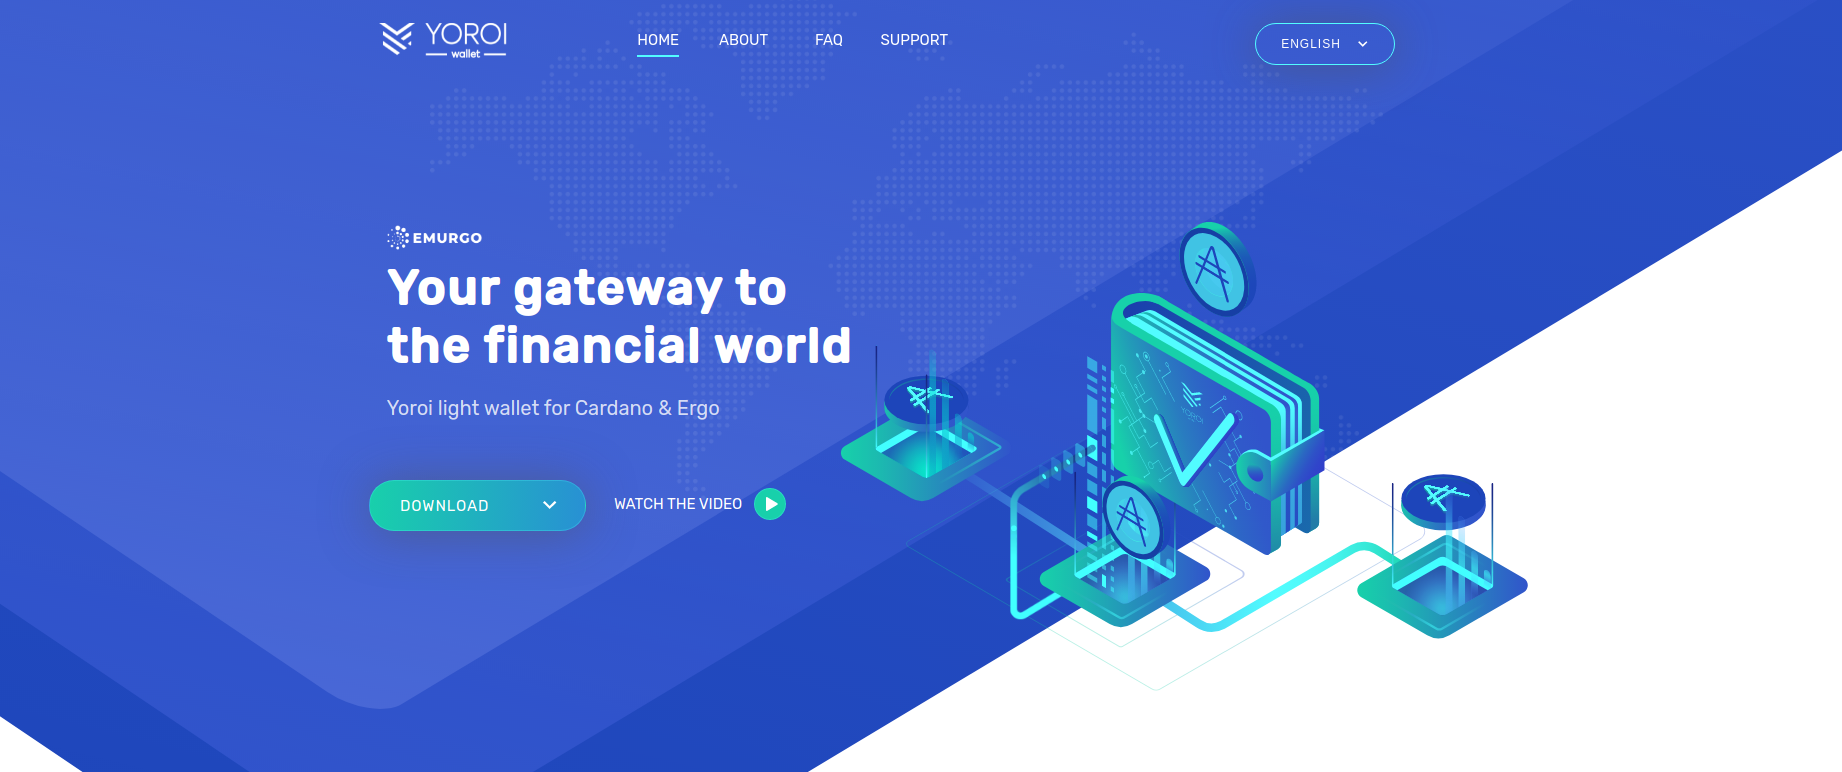 YOROI
wallet
HOME
ABOUT
FAQ
SUPPORT
ENGLISH
EMURGO
Your gateway to
the financial world
Yoroi light wallet for Cardano & Ergo
DOWNLOAD
WATCH THE VIDEO
YOROI